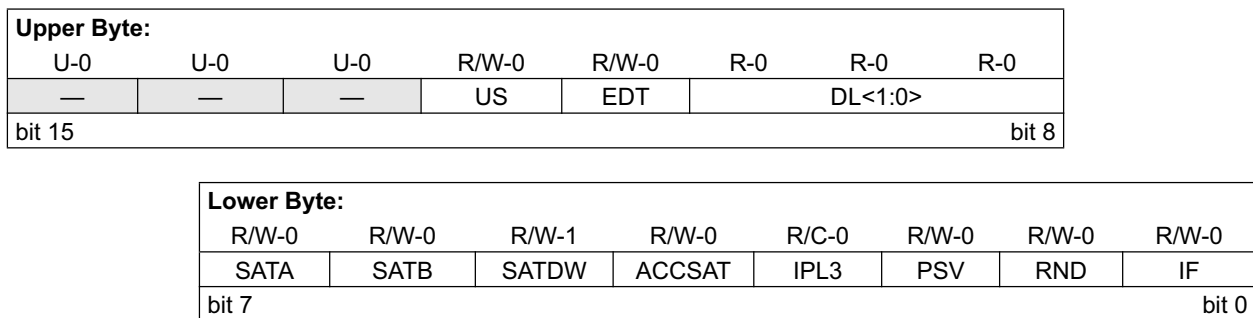 Upper Byte:
U-0 U-0 U-0 R/W-0 R/W-0 R-0 R-0 R-0
— — — US EDT DL<1:0>
bit 15 bit 8
Lower Byte:
R/W-0 R/W-0 R/W-1 R/W-0 R/C-0 R/W-0 R/W-0 R/W-0
SATA SATB SATDW ACCSAT IPL3 PSV RND IF
bit 7 bit 0